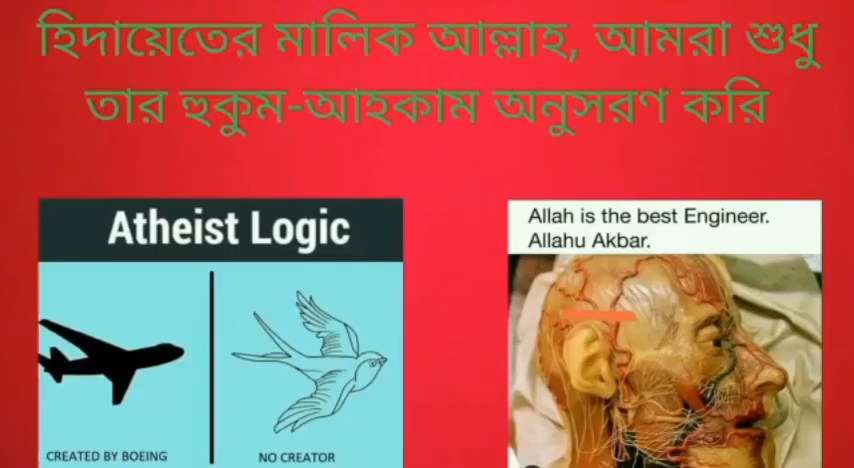 হিদায়েতের মালিক আল্লাহ, আমরা শুধু
তার হুকুম-আহকাম অনুসরণ করি
Atheist Logic
CREATED BY BOEING
NO CREATOR
Allah is the best Engineer.
Allahu Akbar.